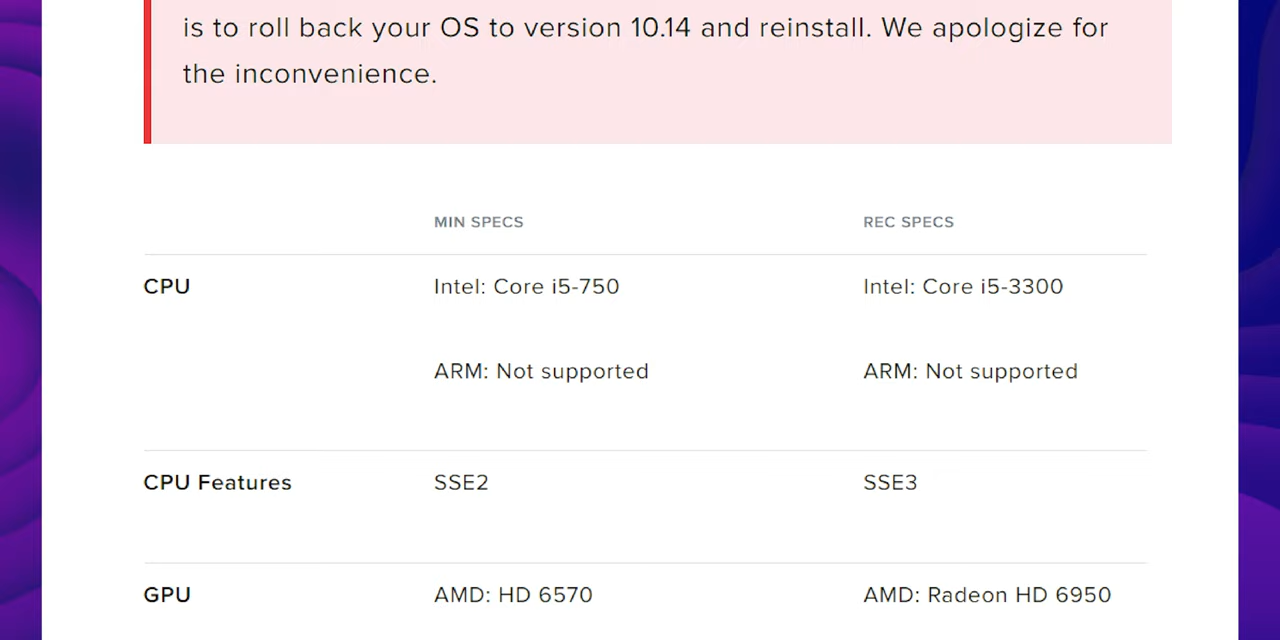 is to roll back your OS to version 10.14 and reinstall. We apologize for
the inconvenience.
MIN SPECS REC SPECS
CPU Intel: Core i5-750 Intel: Core i5-3300
ARM: Not supported ARM: Not supported
CPU Features SSE2 SSE3
GPU AMD: HD 6570 AMD: Radeon HD 6950